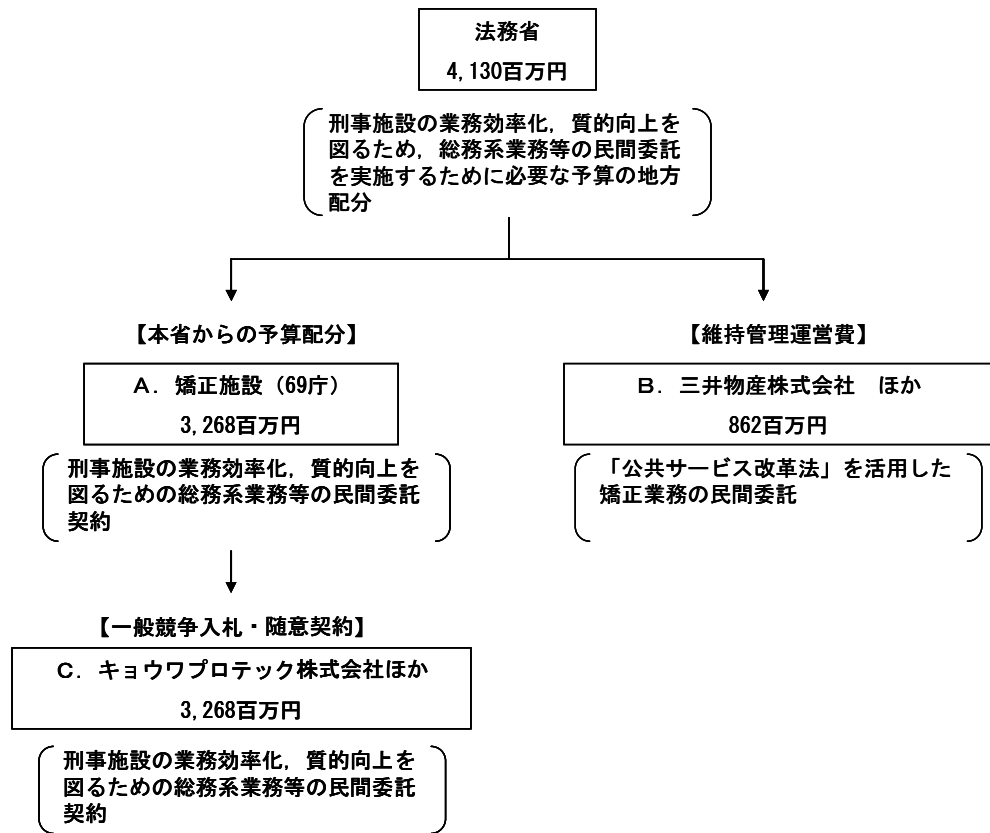 法務省
4,130百万円
刑事施設の業務効率化，質的向上を
図るため，総務系業務等の民間委託
を実施するために必要な予算の地方
配分
【本省からの予算配分】
A．矯正施設（69庁）
3,268百万円
刑事施設の業務効率化，質的向上を
図るための総務系業務等の民間委託
契約
【維持管理運営費】
B．三井物産株式会社　ほか
862百万円
「公共サービス改革法」を活用した
矯正業務の民間委託
【一般競争入札・随意契約】
C．キョウワプロテック株式会社ほか
3,268百万円
刑事施設の業務効率化，質的向上を
図るための総務系業務等の民間委託
契約